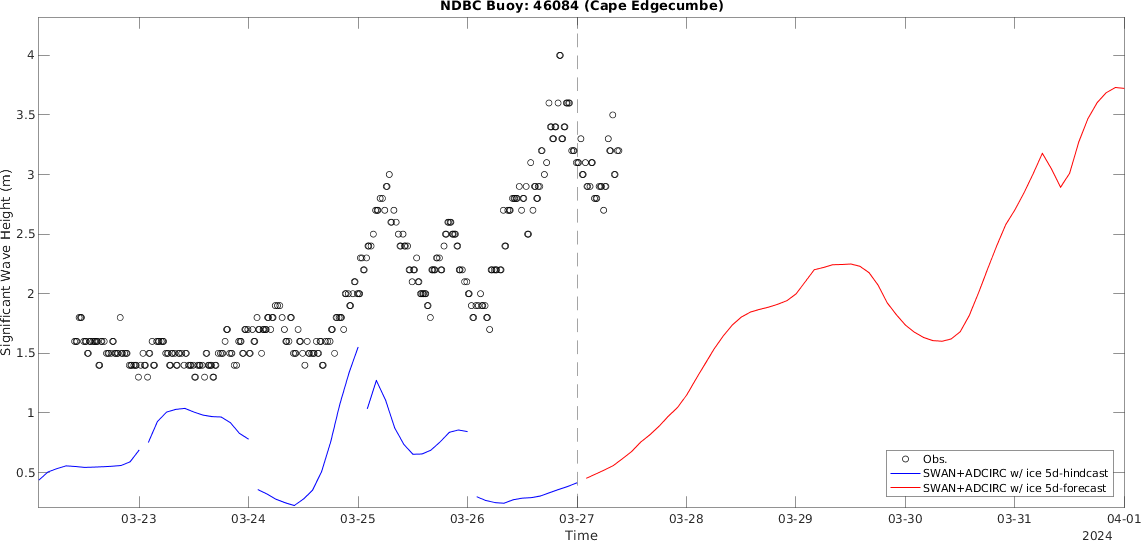 NDBC Buoy: 46084 (Cape Edgecumbe)
Significant Wave Height (m)
4
3.5
3
2.5
2
1.5
1
0.5
Obs.
SWAN+ADCIRC w/ ice 5d-hindcast
SWAN+ADCIRC w/ ice 5d-forecast
03-23 03-24 03-25 03-26 03-27 03-28 03-29 03-30 03-31 04-01
Time
2024